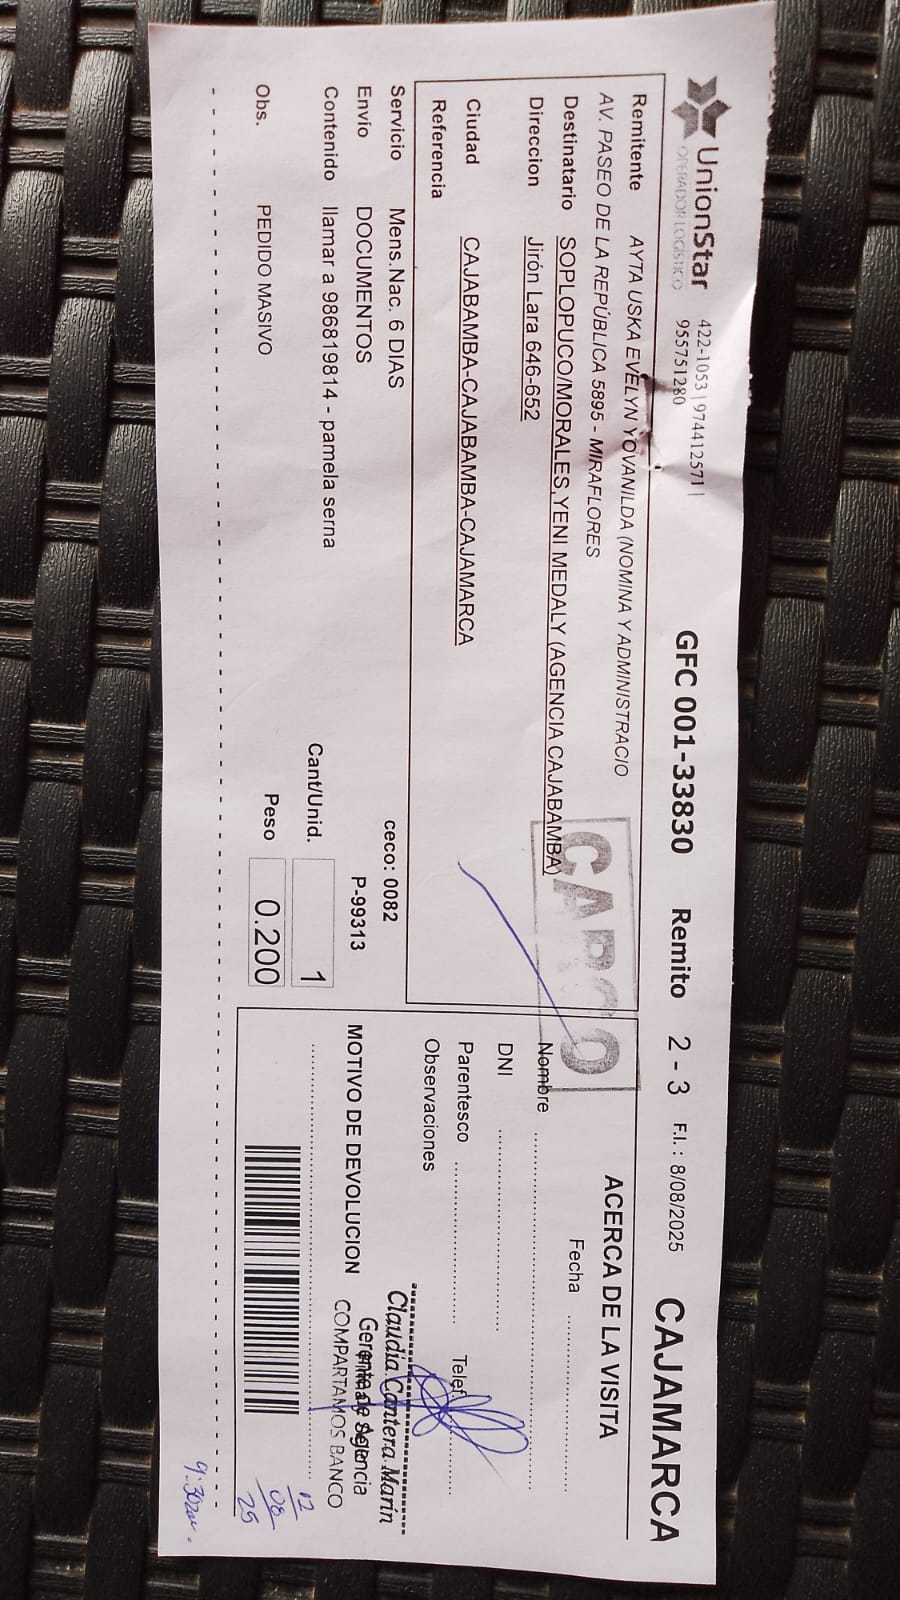 UnionStar
OPERADOR LOGÍSTICO
422-1053 | 974412571 |
955751280
GFC 001-33830 Remito 2 - 3 F.I.: 8/08/2025 CAJAMARCA
Remitente AYTA USKA EVELYN YOVANILDA (NOMINA Y ADMINISTRACIO
AV. PASEO DE LA REPÚBLICA 5895 - MIRAFLORES
Destinatario SOPLOPUCO/MORALES,YENI MEDALY (AGENCIA CAJABAMBA)
Direccion Jirón Lara 646-652
Ciudad CAJABAMBA-CAJABAMBA-CAJAMARCA
Referencia
CARGO
Servicio Mens.Nac. 6 DIAS ceco: 0082
Envío DOCUMENTOS P-99313
Contenido llamar a 986819814 - pamela serna
Cant/Unid. 1
Obs. PEDIDO MASIVO Peso 0.200
ACERCA DE LA VISITA
Fecha
Nombre
DNI
Parentesco Telef.
Observaciones
Claudia Cantera Marín
Gerente de Agencia
COMPARTAMOS BANCO
MOTIVO DE DEVOLUCION
12
08
25
9:30am.